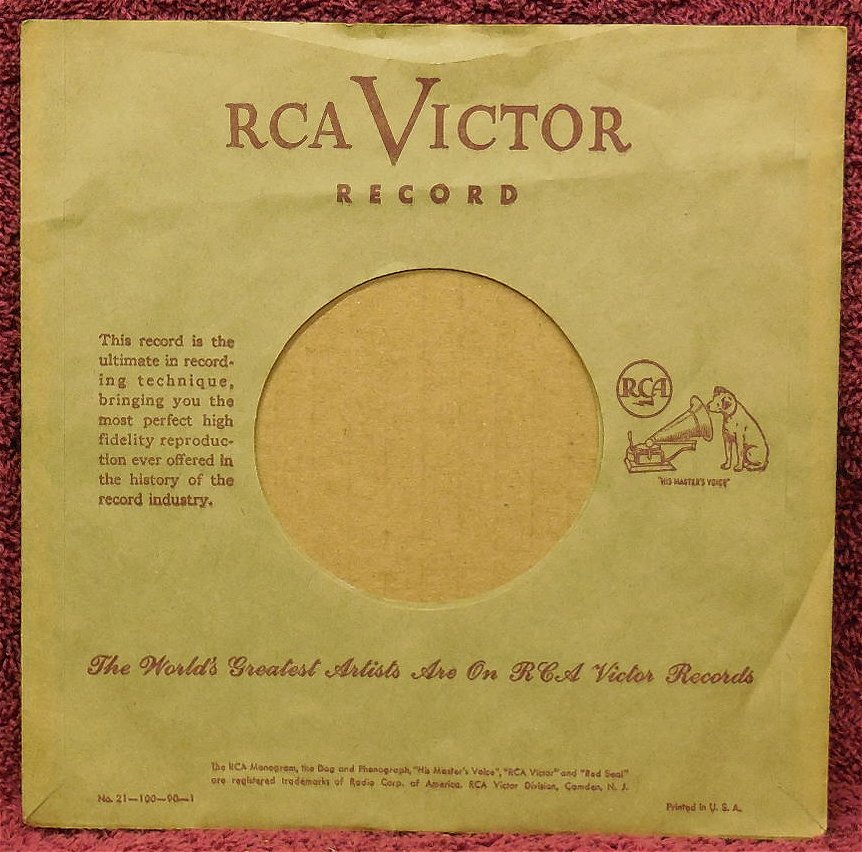 RCA VICTOR
RECORD
This record is the
ultimate in record-
ing technique,
bringing you the
most perfect high
fidelity reproduc-
tion ever offered in
the history of the
record industry.
RCA
"HIS MASTER'S VOICE"
The World's Greatest Artists Are On RCA Victor Records
The RCA Monogram, the Dog and Phonograph, "His Master's Voice", "RCA Victor" and "Red Seal"
are registered trademarks of Radio Corp. of America. RCA Victor Division, Camden, N. J.
No. 21—100—90—1
Printed in U. S. A.